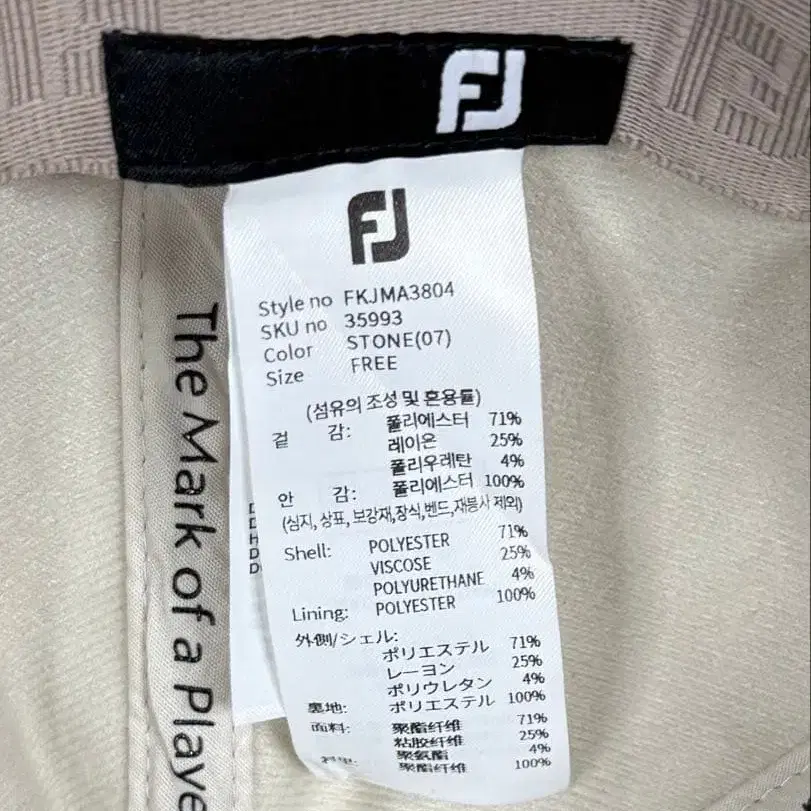 FJ
FJ
Style no FKJMA3804
SKU no 35993
Color STONE(07)
Size FREE
(섬유의 조성 및 혼용률)
겉 감: 폴리에스터 71%
레이온 25%
폴리우레탄 4%
안 감: 폴리에스터 100%
(심지, 상표, 보강재,장식,벤드,재봉사 제외)
Shell: POLYESTER 71%
VISCOSE 25%
POLYURETHANE 4%
Lining: POLYESTER 100%
外側/シェル: ポリエステル 71%
レーヨン 25%
ポリウレタン 4%
裏地: ポリエステル 100%
面料: 聚酯纤维 71%
粘胶纤维 25%
聚氨酯 4%
聚酯纤维 100%
The Mark of a Playe